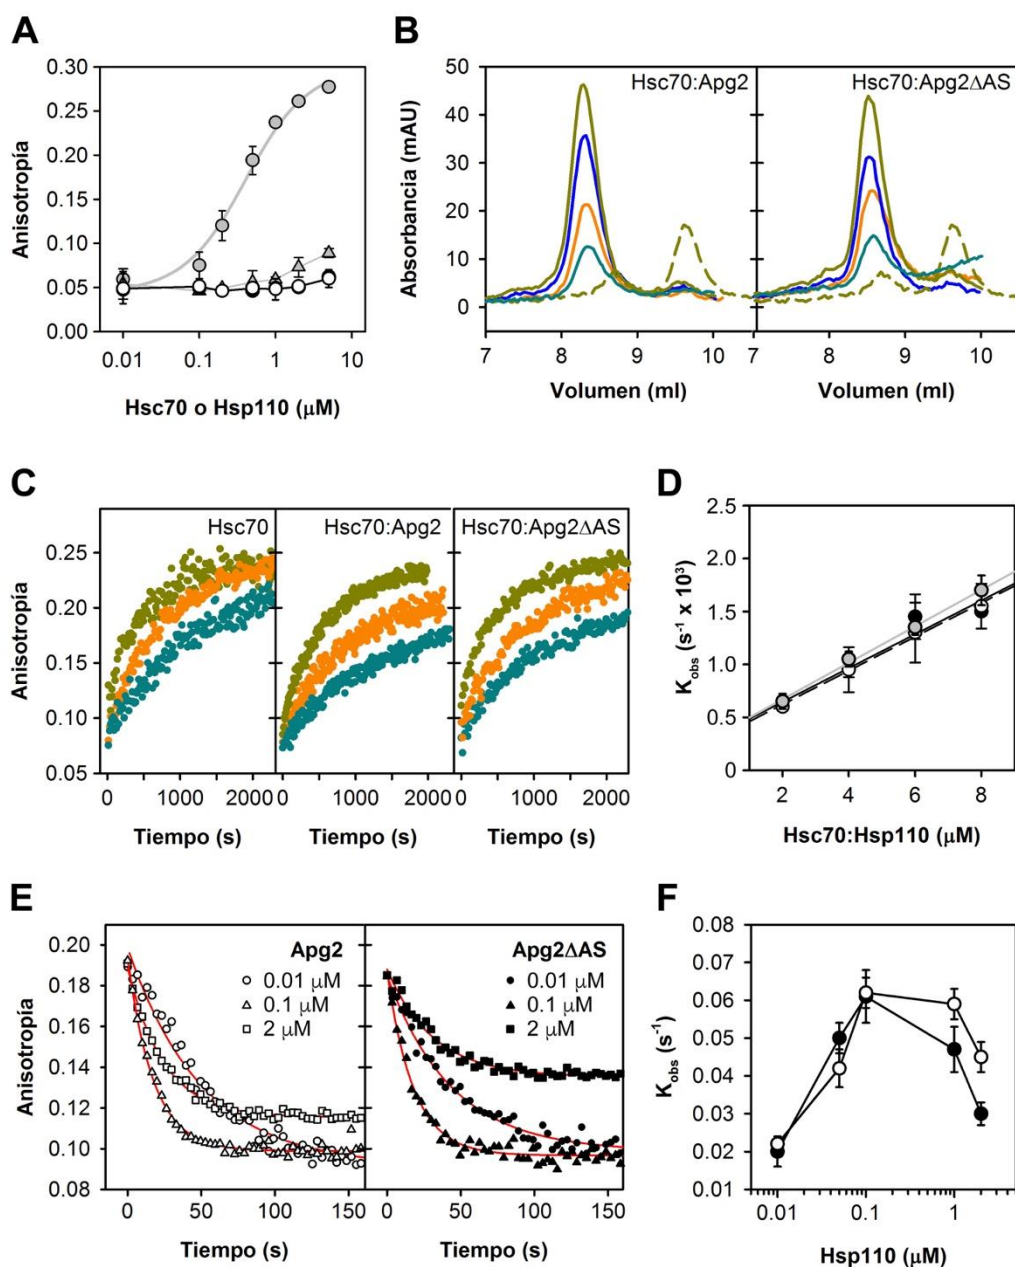 A
Anisotropía
0.30
0.25
0.20
0.15
0.10
0.05
0.00
0.01 0.1 1 10
Hsc70 o Hsp110 (μM)
B
Absorbancia (mAU)
50
40
30
20
10
0
Hsc70:Apg2
Hsc70:Apg2ΔAS
7 8 9 10
7 8 9 10
Volumen (ml)
Volumen (ml)
C
Anisotropía
0.25
0.20
0.15
0.10
0.05
Hsc70
Hsc70:Apg2
Hsc70:Apg2ΔAS
0 1000 2000
0 1000 2000
0 1000 2000
Tiempo (s)
Tiempo (s)
Tiempo (s)
D
Kobs (s-1 x 103)
2.5
2.0
1.5
1.0
0.5
0
2 4 6 8
Hsc70:Hsp110 (μM)
E
Anisotropía
0.20
0.18
0.16
0.14
0.12
0.10
0.08
Apg2
0.01 μM
0.1 μM
2 μM
Apg2ΔAS
0.01 μM
0.1 μM
2 μM
0 50 100 150
0 50 100 150
Tiempo (s)
Tiempo (s)
F
Kobs (s-1)
0.08
0.07
0.06
0.05
0.04
0.03
0.02
0.01
0.01 0.1 1
Hsp110 (μM)